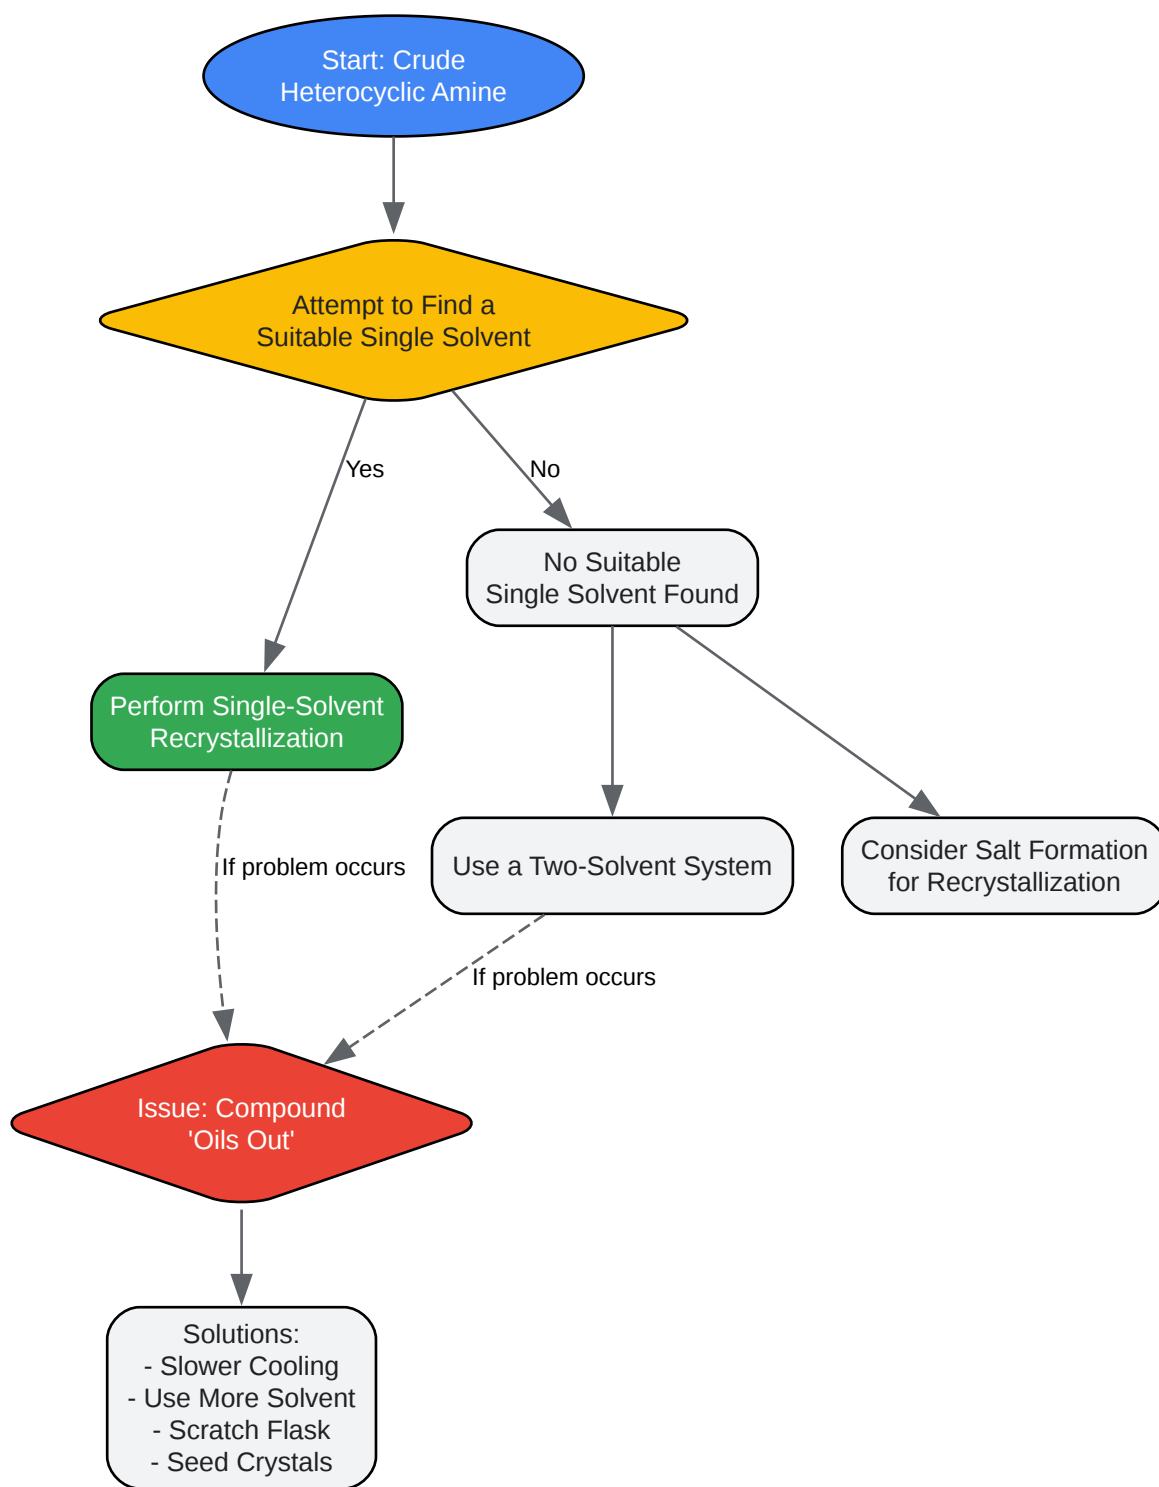 Start: Crude
Heterocyclic Amine
Attempt to Find a
Suitable Single Solvent
Yes
No
No Suitable
Single Solvent Found
Perform Single-Solvent
Recrystallization
If problem occurs
Use a Two-Solvent System
Consider Salt Formation
for Recrystallization
If problem occurs
Issue: Compound
'Oils Out'
Solutions:
- Slower Cooling
- Use More Solvent
- Scratch Flask
- Seed Crystals